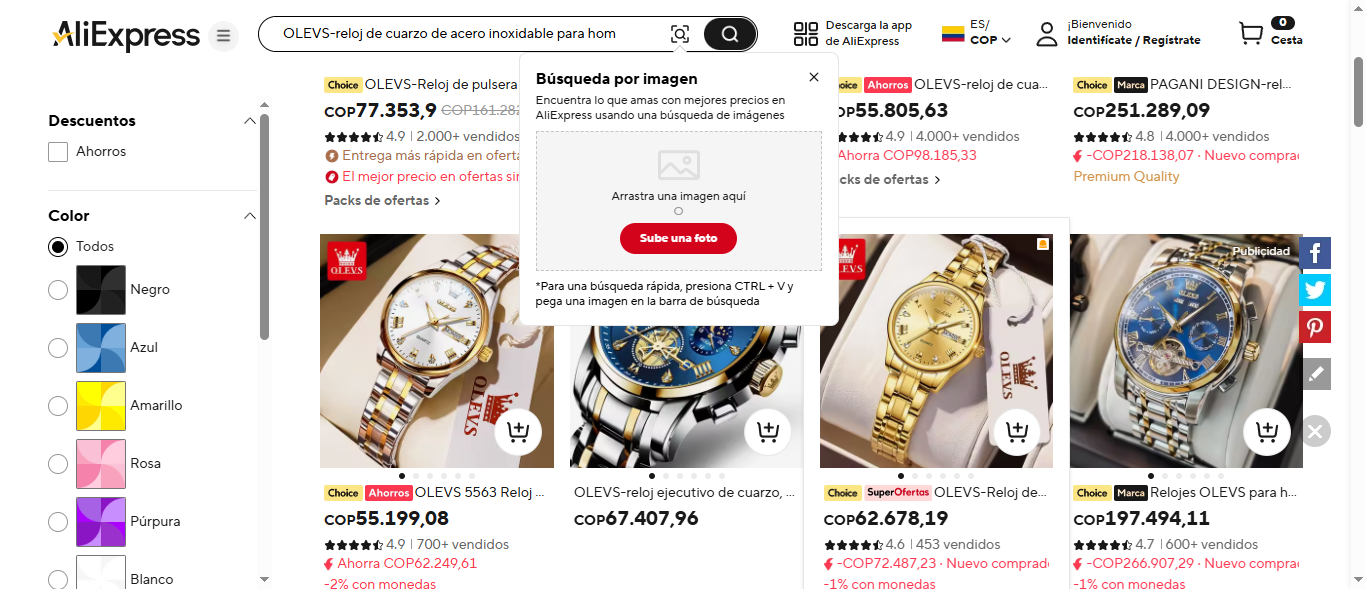 AliExpress
OLEVS-reloj de cuarzo de acero inoxidable para hom
Descarga la app
de AliExpress
ES/
COP
¡Bienvenido
Identifícate / Regístrate
0
Cesta
Descuentos
Ahorros
Color
Todos
Negro
Azul
Amarillo
Rosa
Púrpura
Blanco
Choice OLEVS-Reloj de pulsera
COP77.353,9 COP161.282
4.9 | 2.000+ vendidos
Entrega más rápida en oferta
El mejor precio en ofertas sin
Packs de ofertas >
Búsqueda por imagen
Encuentra lo que amas con mejores precios en
AliExpress usando una búsqueda de imágenes
Arrastra una imagen aquí
O
Sube una foto
*Para una búsqueda rápida, presiona CTRL + V y
pega una imagen en la barra de búsqueda
oice Ahorros OLEVS-reloj de cua...
OP55.805,63
4.9 | 4.000+ vendidos
Ahorra COP98.185,33
cks de ofertas >
Choice Marca PAGANI DESIGN-rel...
COP251.289,09
4.8 | 4.000+ vendidos
-COP218.138,07 · Nuevo comprad
Premium Quality
OLEVS
OLEVS
Choice Ahorros OLEVS 5563 Reloj ...
COP55.199,08
4.9 | 700+ vendidos
Ahorra COP62.249,61
-2% con monedas
OLEVS-reloj ejecutivo de cuarzo, ...
COP67.407,96
LEVS
OLEVS
Choice SuperOfertas OLEVS-Reloj de...
COP62.678,19
4.6 | 453 vendidos
-COP72.487,23 · Nuevo comprado
-1% con monedas
Publicidad
Choice Marca Relojes OLEVS para h...
COP197.494,11
4.7 | 600+ vendidos
-COP266.907,29 · Nuevo comprad
-1% con monedas